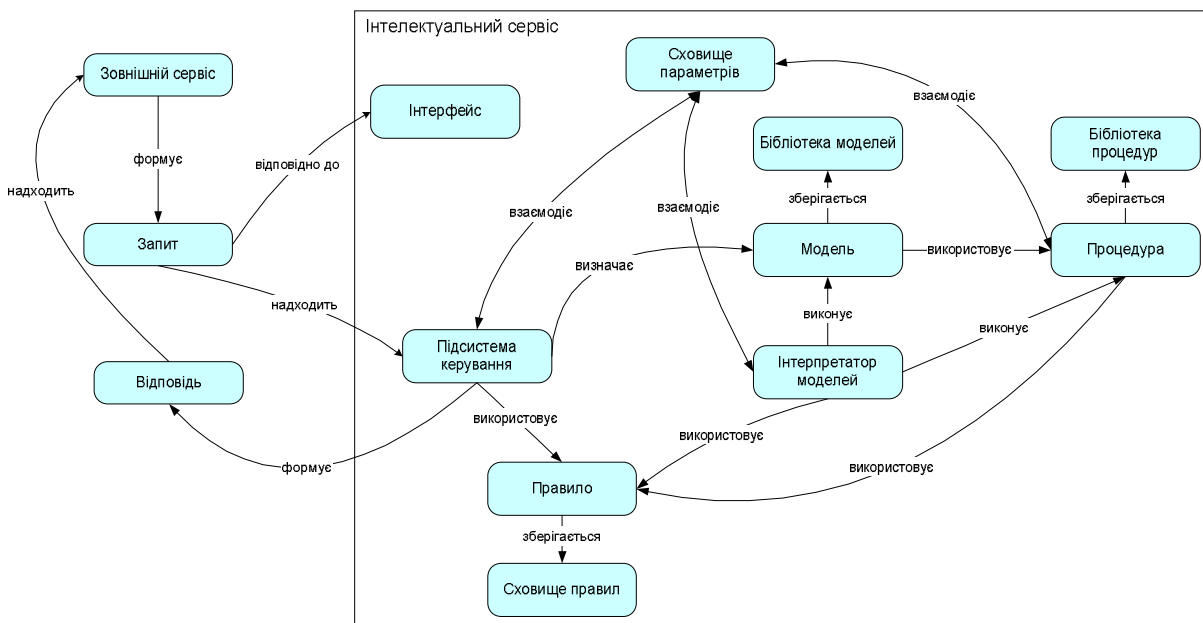 Інтелектуальний сервіс
Зовнішній сервіс
Сховище
параметрів
Інтерфейс
взаємодіє
Бібліотека моделей
Бібліотека
процедур
формує
відповідно до
надходить
зберігається
зберігається
взаємодіє
взаємодіє
Запит
Модель
використовує
Процедура
визначає
надходить
виконує
виконує
Підсистема
керування
Інтерпретатор
моделей
Відповідь
використовує
використовує
формує
використовує
Правило
зберігається
Сховище правил